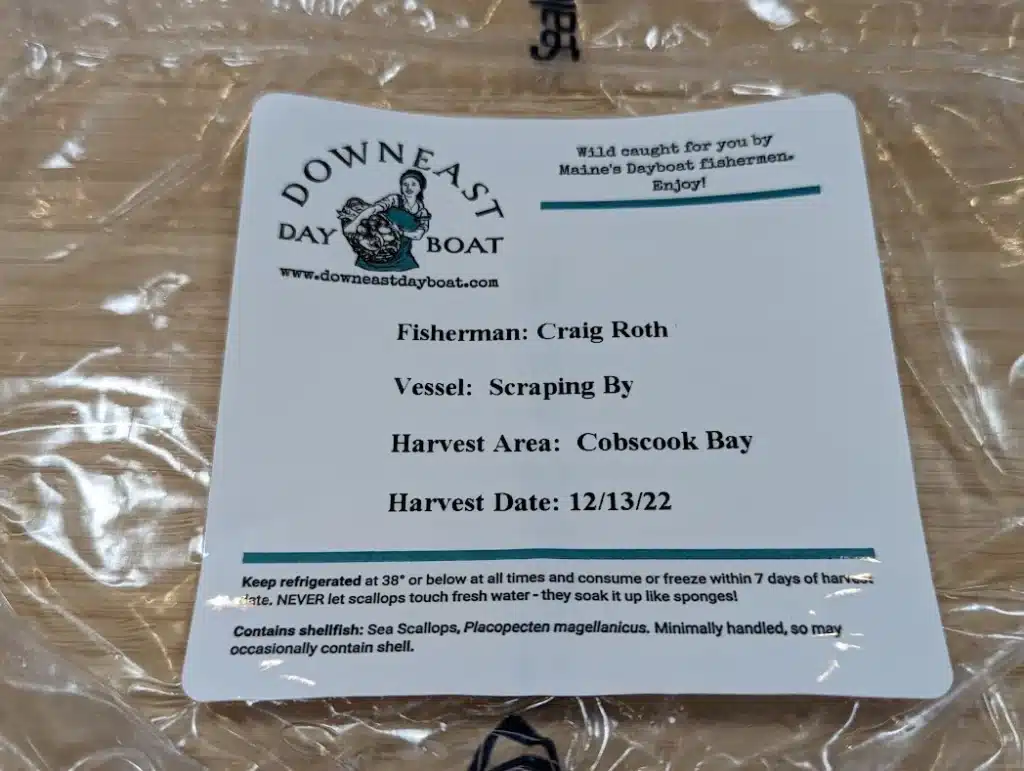 DOWNEAST
DAY BOAT
www.downeastdayboat.com
Wild caught for you by
Maine's Dayboat fishermen.
Enjoy!
Fisherman: Craig Roth
Vessel: Scraping By
Harvest Area: Cobscook Bay
Harvest Date: 12/13/22
Keep refrigerated at 38° or below at all times and consume or freeze within 7 days of harvest
date. NEVER let scallops touch fresh water - they soak it up like sponges!
Contains shellfish: Sea Scallops, Placopecten magellanicus. Minimally handled, so may
occasionally contain shell.